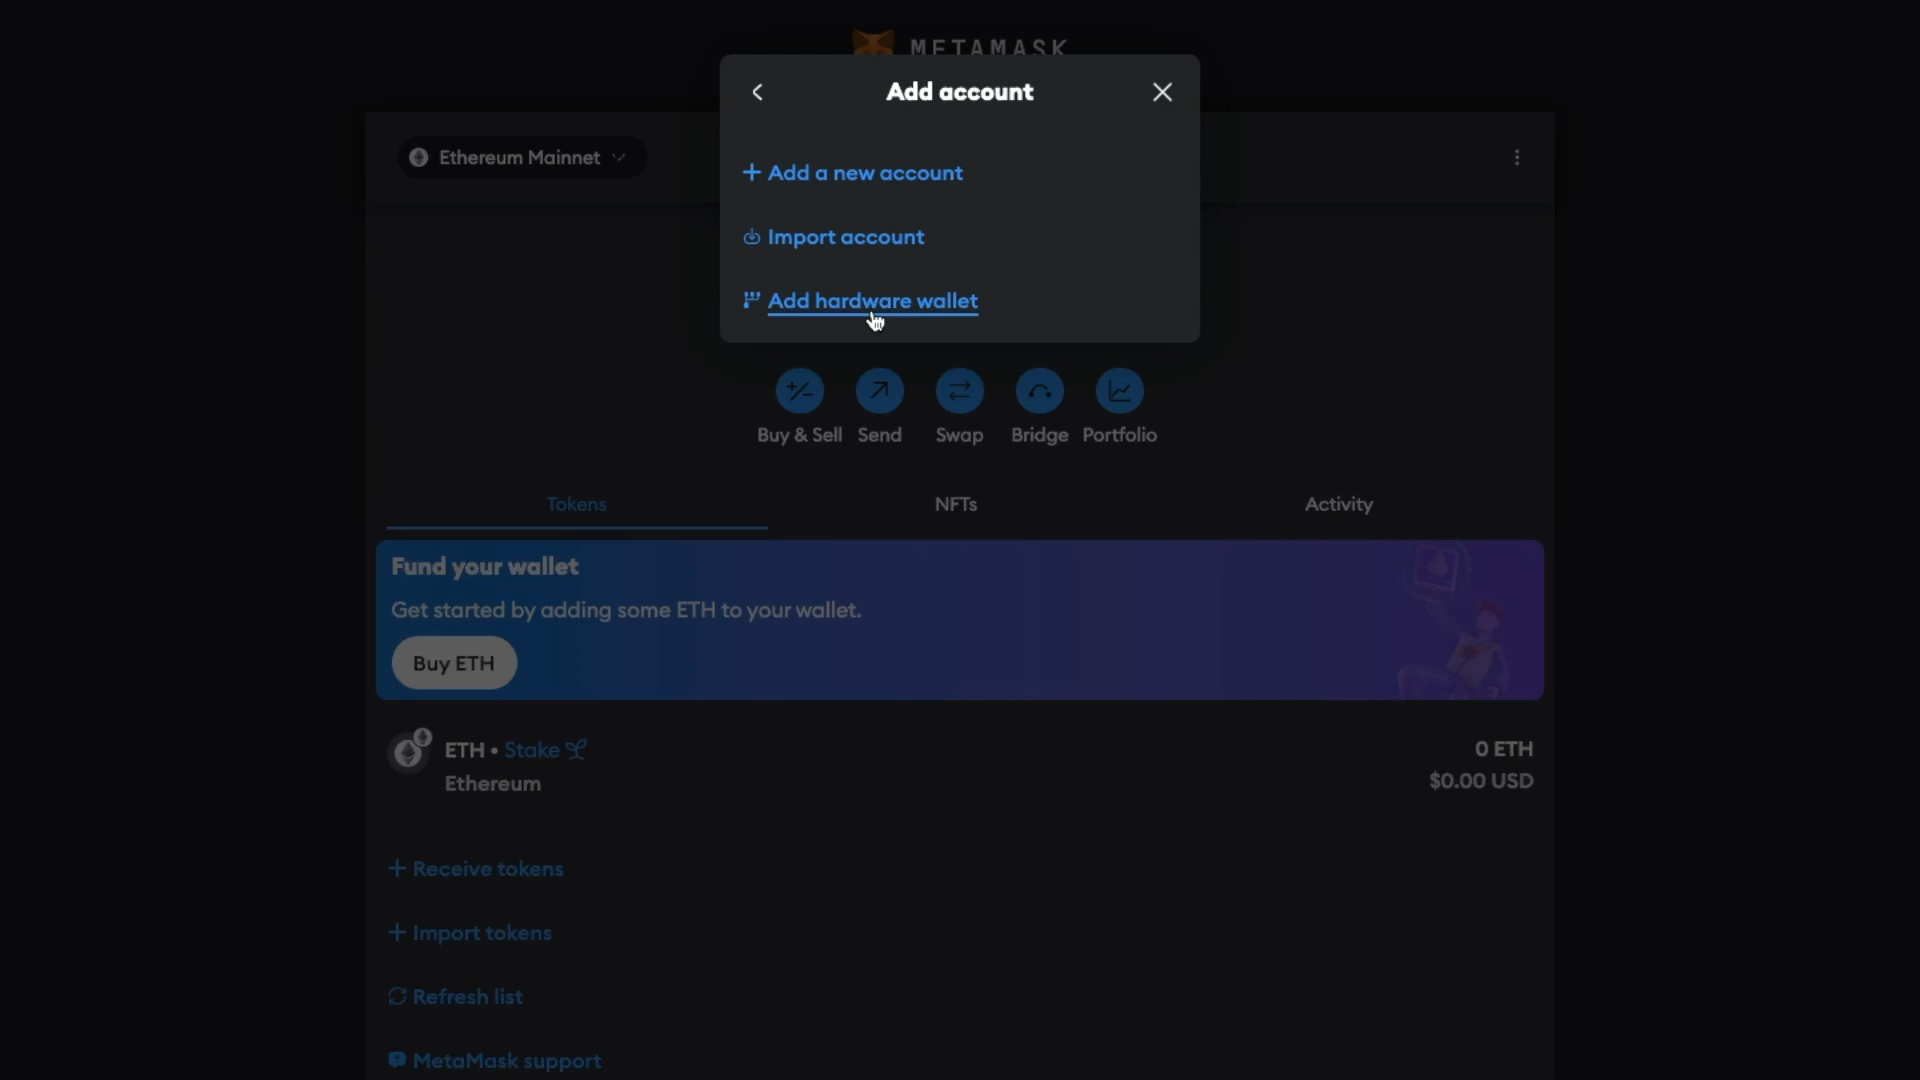 METAMASK
Add account
Ethereum Mainnet
+ Add a new account
Import account
Add hardware wallet
Buy & Sell Send Swap Bridge Portfolio
Tokens NFTs Activity
Fund your wallet
Get started by adding some ETH to your wallet.
Buy ETH
ETH • Stake 0 ETH
Ethereum $0.00 USD
+ Receive tokens
+ Import tokens
Refresh list
MetaMask support